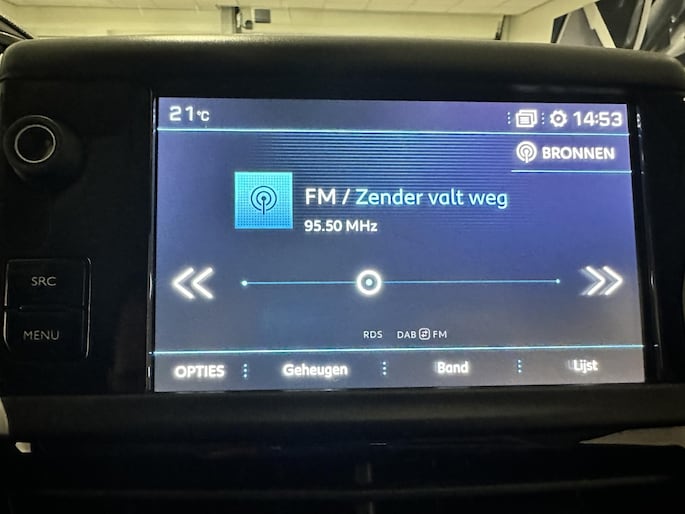 21°C 14:53
BRONNEN
FM / Zender valt weg
95.50 MHz
SRC
MENU
RDS DAB FM
OPTIES Geheugen Band Lijst